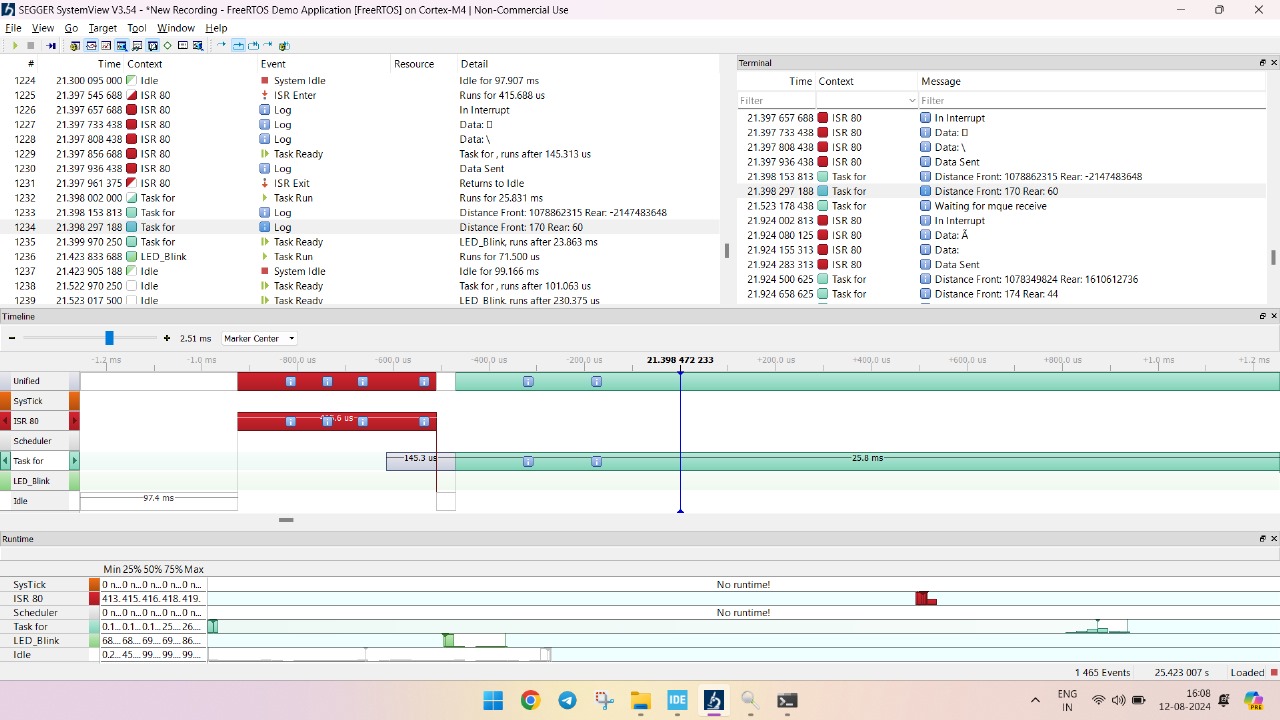 SEGGER SystemView V3.54 - *New Recording - FreeRTOS Demo Application [FreeRTOS] on Cortex-M4 | Non-Commercial Use
File View Go Target Tool Window Help
# Time Context Event Resource Detail
1224 21.300 095 000 Idle System Idle Idle for 97.907 ms
1225 21.397 545 688 ISR 80 ISR Enter Runs for 415.688 us
1226 21.397 657 688 ISR 80 Log In Interrupt
1227 21.397 733 438 ISR 80 Log Data: ▯
1228 21.397 808 438 ISR 80 Log Data: \
1229 21.397 856 688 ISR 80 Task Ready Task for , runs after 145.313 us
1230 21.397 936 438 ISR 80 Log Data Sent
1231 21.397 961 375 ISR 80 ISR Exit Returns to Idle
1232 21.398 002 000 Task for Task Run Runs for 25.831 ms
1233 21.398 153 813 Task for Log Distance Front: 1078862315 Rear: -2147483648
1234 21.398 297 188 Task for Log Distance Front: 170 Rear: 60
1235 21.399 970 250 Task for Task Ready LED_Blink, runs after 23.863 ms
1236 21.423 833 688 LED_Blink Task Run Runs for 71.500 us
1237 21.423 905 188 Idle System Idle Idle for 99.166 ms
1238 21.522 970 250 Idle Task Ready Task for , runs after 101.063 us
1239 21.523 017 500 Idle Task Ready LED_Blink, runs after 230.375 us
Terminal
Time Context Message
Filter Filter
21.397 657 688 ISR 80 In Interrupt
21.397 733 438 ISR 80 Data: ▯
21.397 808 438 ISR 80 Data: \
21.397 936 438 ISR 80 Data Sent
21.398 153 813 Task for Distance Front: 1078862315 Rear: -2147483648
21.398 297 188 Task for Distance Front: 170 Rear: 60
21.523 178 438 Task for Waiting for mque receive
21.924 002 813 ISR 80 In Interrupt
21.924 080 125 ISR 80 Data: Ã
21.924 155 313 ISR 80 Data:
21.924 283 313 ISR 80 Data Sent
21.924 500 625 Task for Distance Front: 1078349824 Rear: 1610612736
21.924 658 625 Task for Distance Front: 174 Rear: 44
Timeline
- + 2.51 ms Marker Center
-1.2 ms -1.0 ms -800.0 us -600.0 us -400.0 us -200.0 us 21.398 472 233 +200.0 us +400.0 us +600.0 us +800.0 us +1.0 ms +1.2 ms
Unified
SysTick
ISR 80
Scheduler
Task for 145.3 us 25.8 ms
LED_Blink
Idle 97.4 ms
Runtime
Min 25% 50% 75% Max
SysTick 0 n...0 n...0 n...0 n...0 n... No runtime!
ISR 80 413. 415. 416. 418. 419.
Scheduler 0 n...0 n...0 n...0 n...0 n... No runtime!
Task for 0.1... 0.1... 0.1... 25... 26...
LED_Blink 68.... 68.... 69.... 69.... 86....
Idle 0.2... 45.... 99.... 99.... 99....
1 465 Events 25.423 007 s Loaded
IDE
ENG
IN
16:08
12-08-2024
PRE